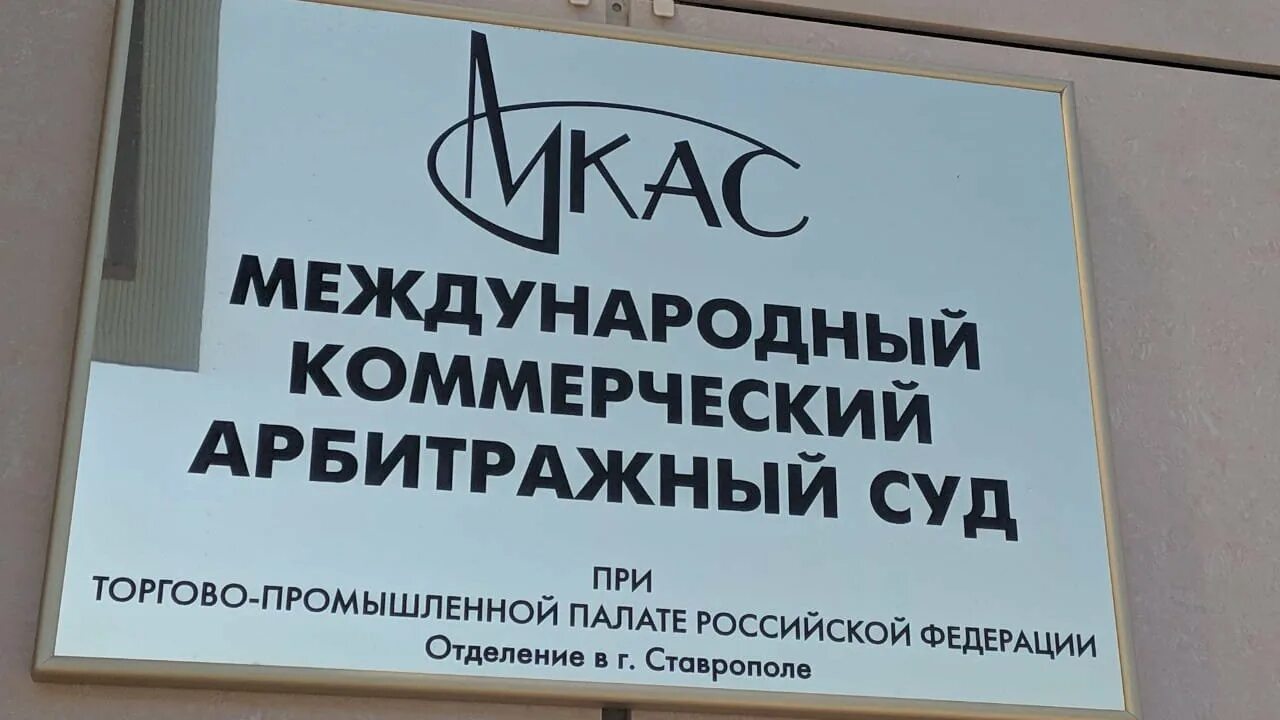 МКАС
МЕЖДУНАРОДНЫЙ
КОММЕРЧЕСКИЙ
АРБИТРАЖНЫЙ СУД
ПРИ
ТОРГОВО-ПРОМЫШЛЕННОЙ ПАЛАТЕ РОССИЙСКОЙ ФЕДЕРАЦИИ
Отделение в г. Ставрополе